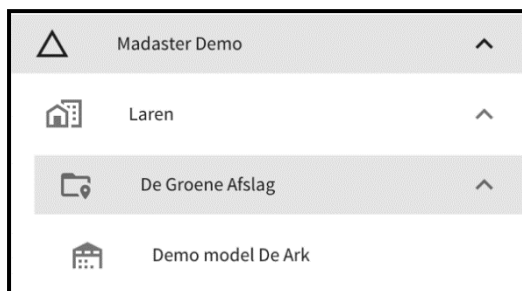 Madaster Demo
Laren
De Groene Afslag
Demo model De Ark